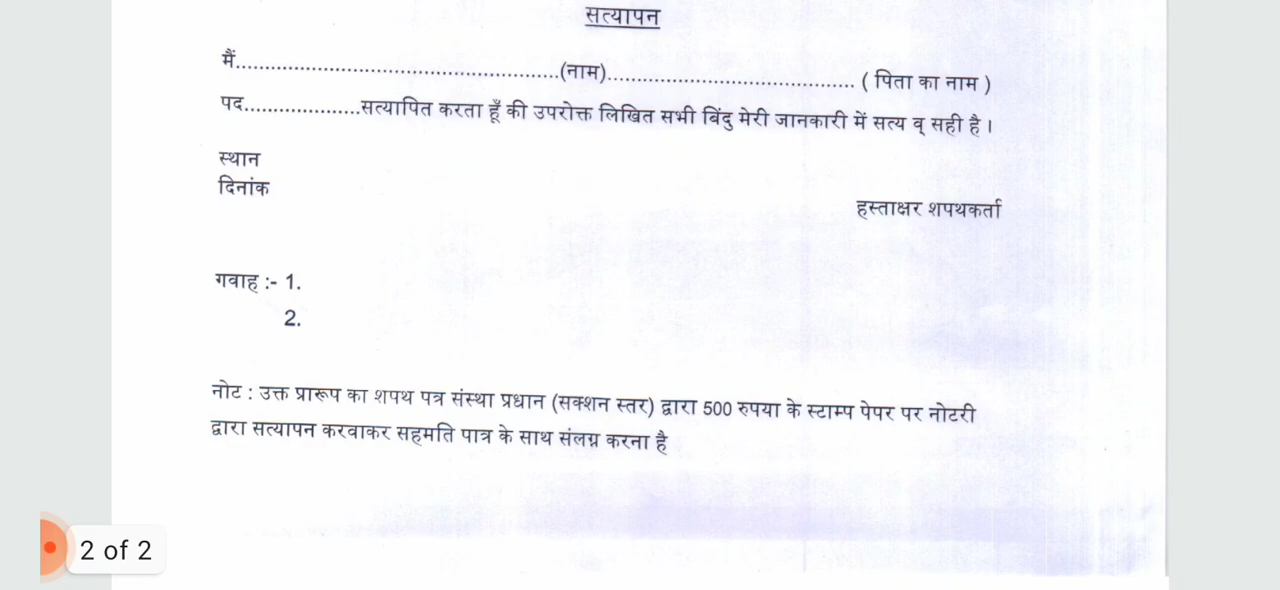 सत्यापन
मैं.........................................................(नाम)........................................... ( पिता का नाम )
पद....................सत्यापित करता हूँ की उपरोक्त लिखित सभी बिंदु मेरी जानकारी में सत्य व् सही है ।
स्थान
दिनांक
हस्ताक्षर शपथकर्ता
गवाह :- 1.
2.
नोट : उक्त प्रारूप का शपथ पत्र संस्था प्रधान (सक्शन स्तर) द्वारा 500 रुपया के स्टाम्प पेपर पर नोटरी
द्वारा सत्यापन करवाकर सहमति पात्र के साथ संलग्न करना है
2 of 2